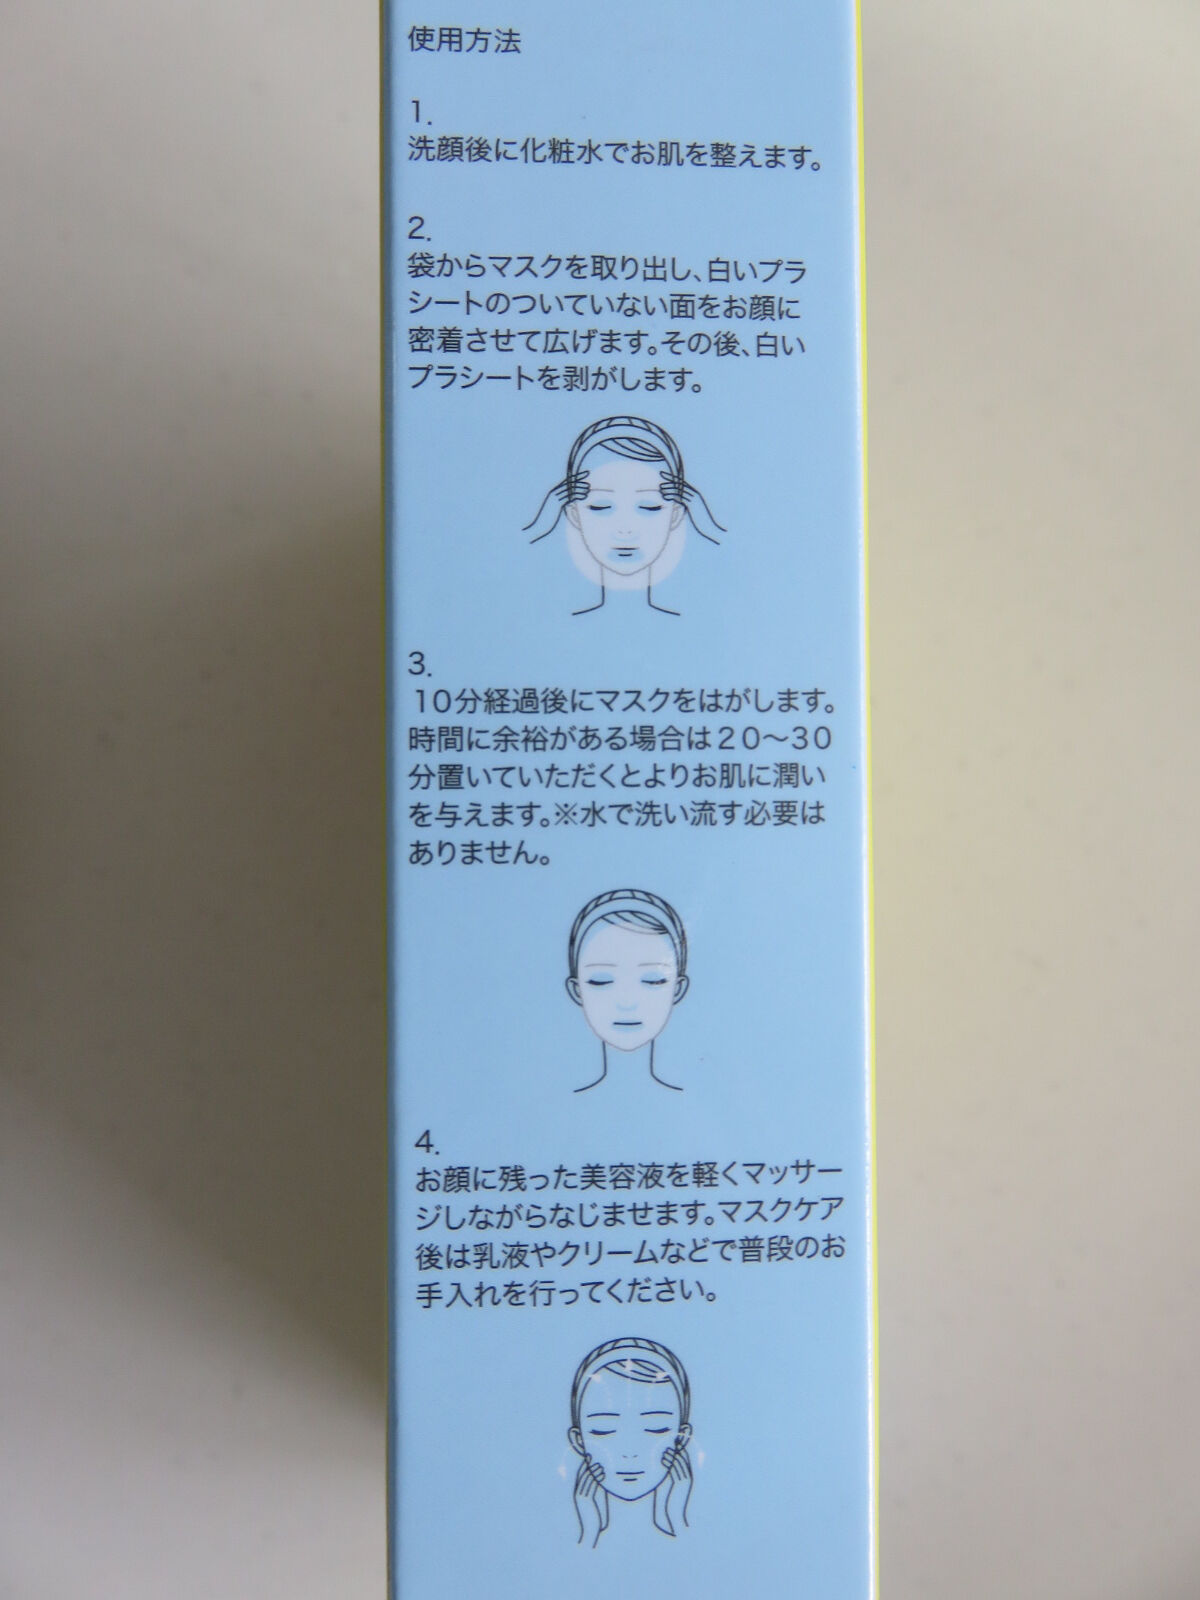 使用方法
1.
洗顔後に化粧水でお肌を整えます。
2.
袋からマスクを取り出し、白いプラ
シートのついていない面をお顔に
密着させて広げます。その後、白い
プラシートを剥がします。
3.
10分経過後にマスクをはがします。
時間に余裕がある場合は20〜30
分置いていただくとよりお肌に潤い
を与えます。※水で洗い流す必要は
ありません。
4.
お顔に残った美容液を軽くマッサー
ジしながらなじませます。マスクケア
後は乳液やクリームなどで普段のお
手入れを行ってください。